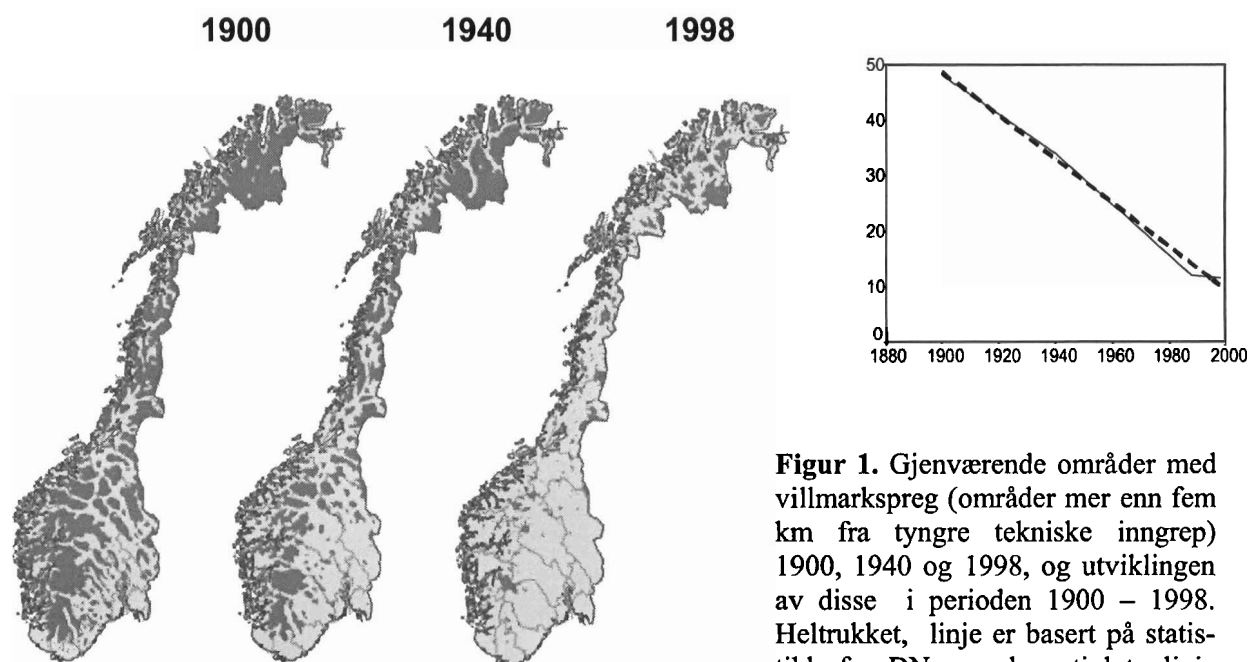 1900 1940 1998
50
40
30
20
10
0
1880 1900 1920 1940 1960 1980 2000
Figur 1. Gjenværende områder med
villmarkspreg (områder mer enn fem
km fra tyngre tekniske inngrep)
1900, 1940 og 1998, og utviklingen
av disse i perioden 1900 – 1998.
Heltrukket, linje er basert på statis-